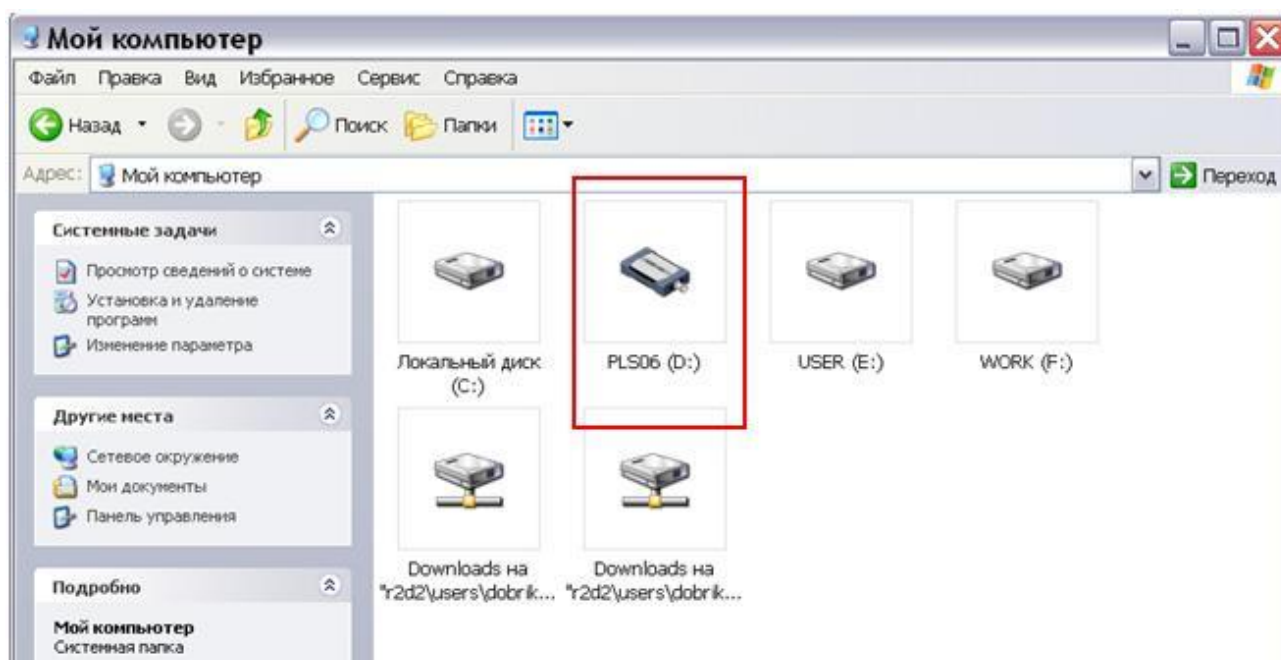 Мой компьютер
Файл Правка Вид Избранное Сервис Справка
Назад Поиск Папки
Адрес: Мой компьютер Переход
Системные задачи
Просмотр сведений о системе
Установка и удаление
программ
Изменение параметра
Другие места
Сетевое окружение
Мои документы
Панель управления
Подробно
Мой компьютер
Системная папка
Локальный диск
(C:)
PLS06 (D:)
USER (E:)
WORK (F:)
Downloads на
"r2d2\users\dobrik...
Downloads на
"r2d2\users\dobrik...